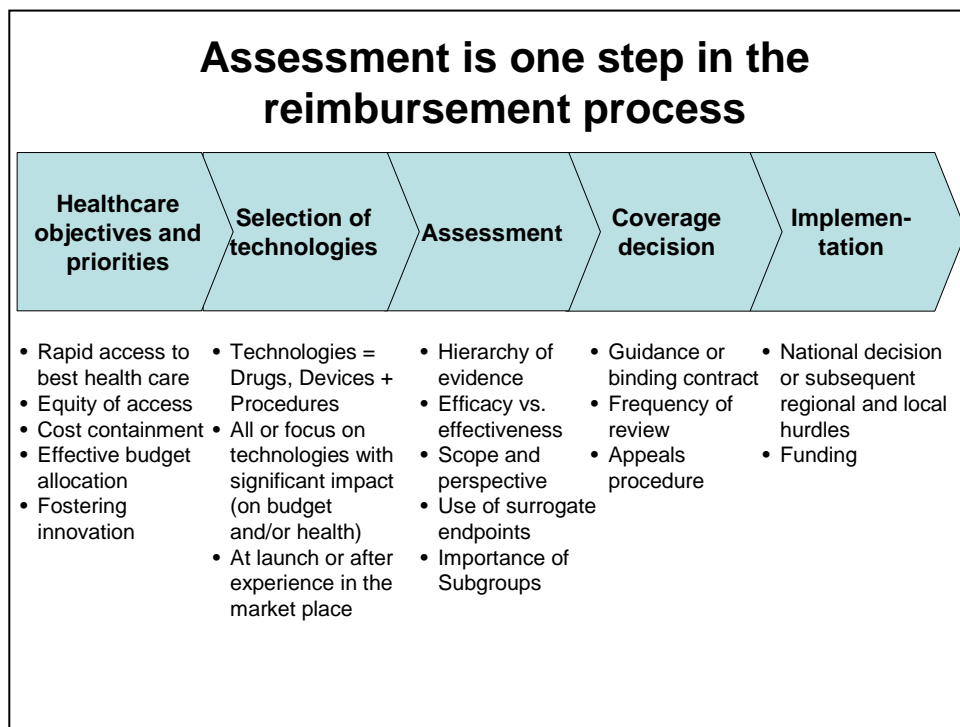 Assessment is one step in the
reimbursement process
Healthcare
objectives and
priorities
Selection of
technologies
Assessment
Coverage
decision
Implemen-
tation
• Rapid access to
best health care
• Equity of access
• Cost containment
• Effective budget
allocation
• Fostering
innovation
• Technologies =
Drugs, Devices +
Procedures
• All or focus on
technologies with
significant impact
(on budget
and/or health)
• At launch or after
experience in the
market place
• Hierarchy of
evidence
• Efficacy vs.
effectiveness
• Scope and
perspective
• Use of surrogate
endpoints
• Importance of
Subgroups
• Guidance or
binding contract
• Frequency of
review
• Appeals
procedure
• National decision
or subsequent
regional and local
hurdles
• Funding